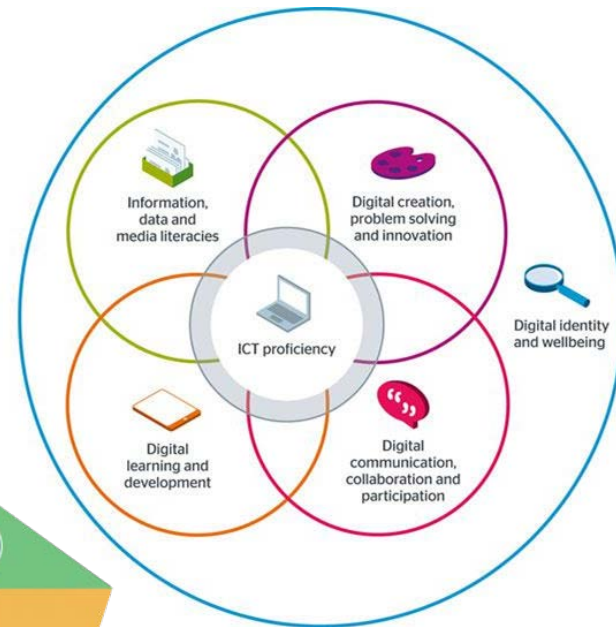 Information,
data and
media literacies
Digital creation,
problem solving
and innovation
ICT proficiency
Digital identity
and wellbeing
Digital
learning and
development
Digital
communication,
collaboration and
participation